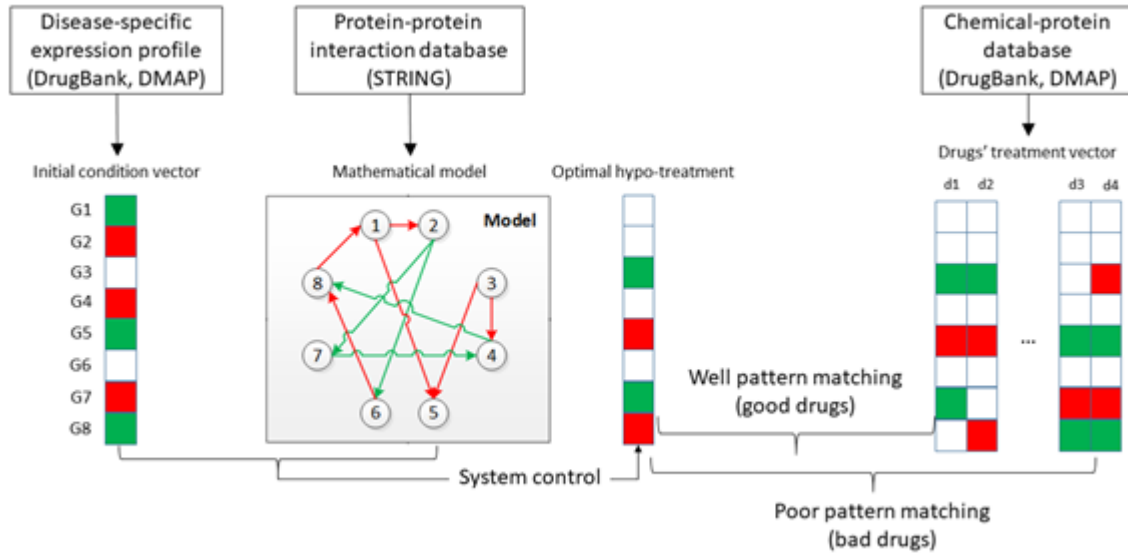 Disease-specific
expression profile
(DrugBank, DMAP)
Protein-protein
interaction database
(STRING)
Chemical-protein
database
(DrugBank, DMAP)
Initial condition vector
Mathematical model
Optimal hypo-treatment
Drugs' treatment vector
d1 d2 d3 d4
G1
G2
G3
G4
G5
G6
G7
G8
Model
1
2
8
3
7
4
6
5
...
Well pattern matching
(good drugs)
System control
Poor pattern matching
(bad drugs)